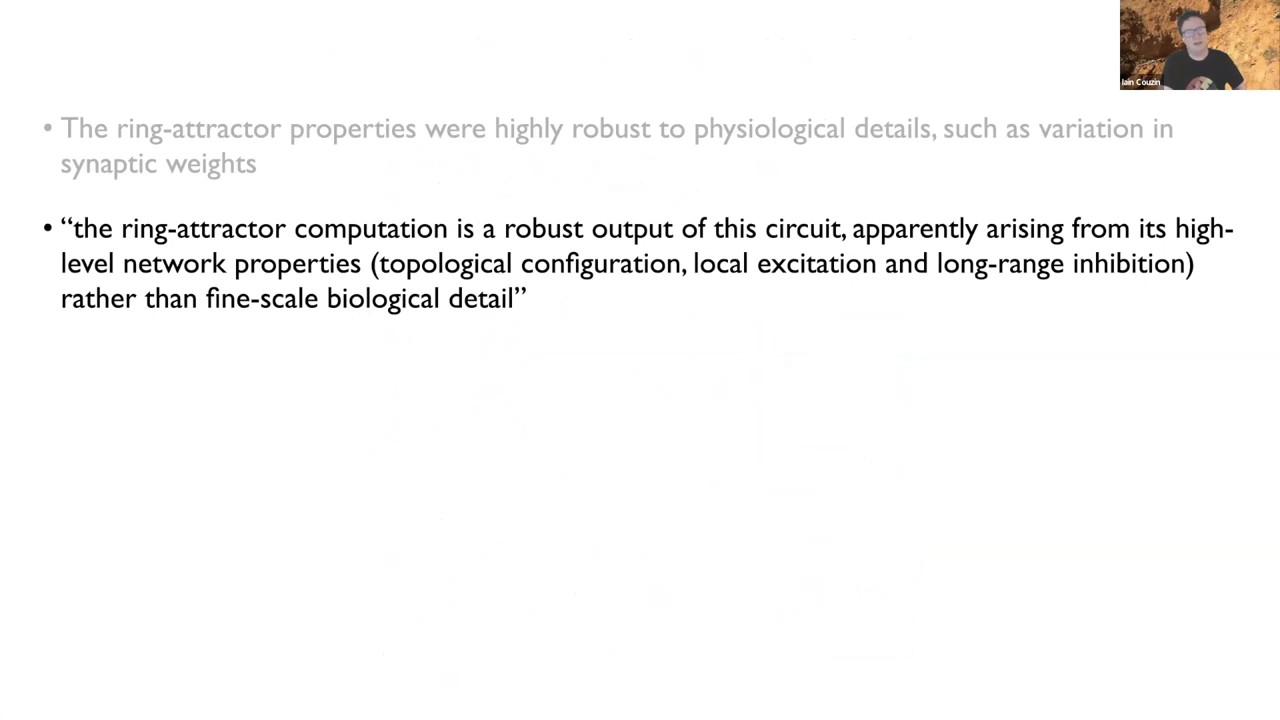 Iain Couzin
• The ring-attractor properties were highly robust to physiological details, such as variation in
synaptic weights
• “the ring-attractor computation is a robust output of this circuit, apparently arising from its high-
level network properties (topological configuration, local excitation and long-range inhibition)
rather than fine-scale biological detail”